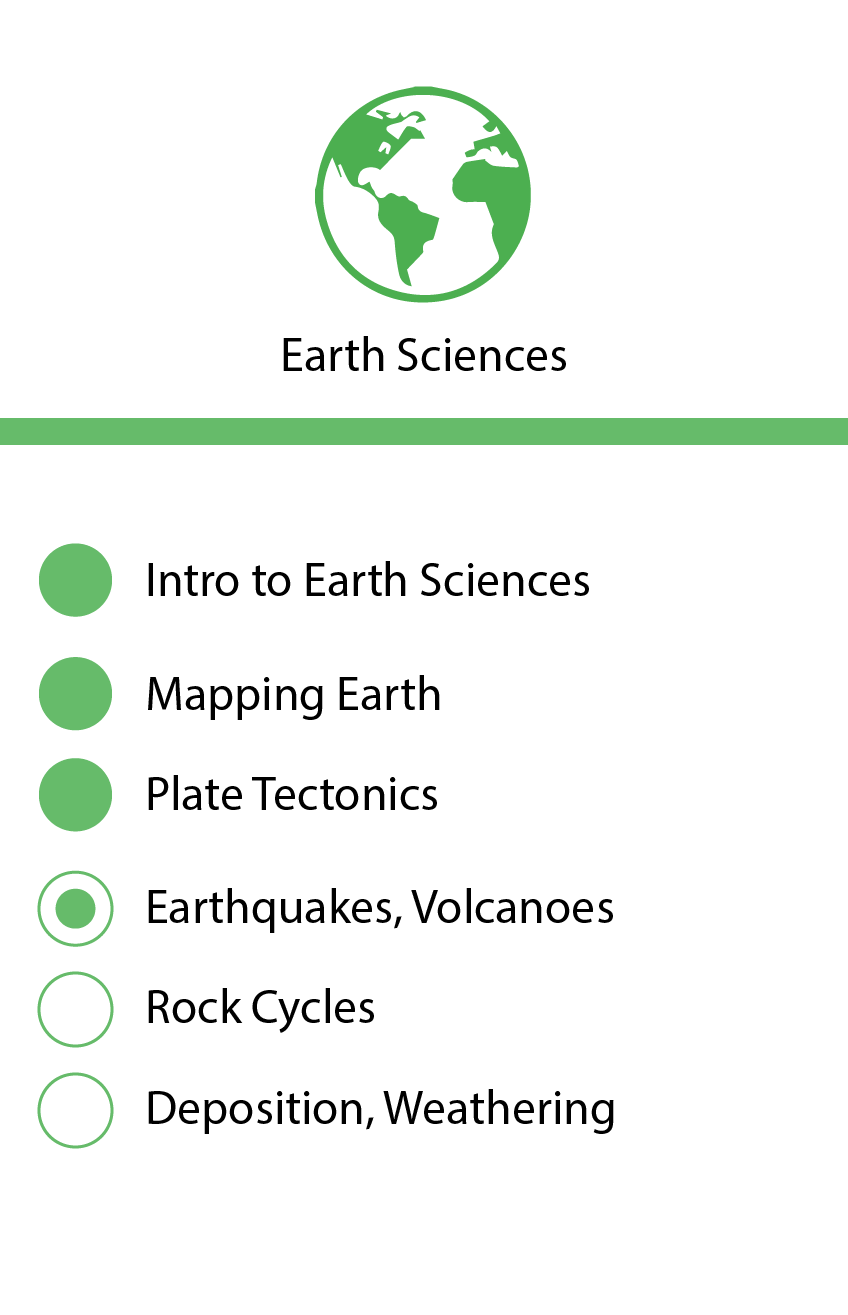 Earth Sciences
Intro to Earth Sciences
Mapping Earth
Plate Tectonics
Earthquakes, Volcanoes
Rock Cycles
Deposition, Weathering